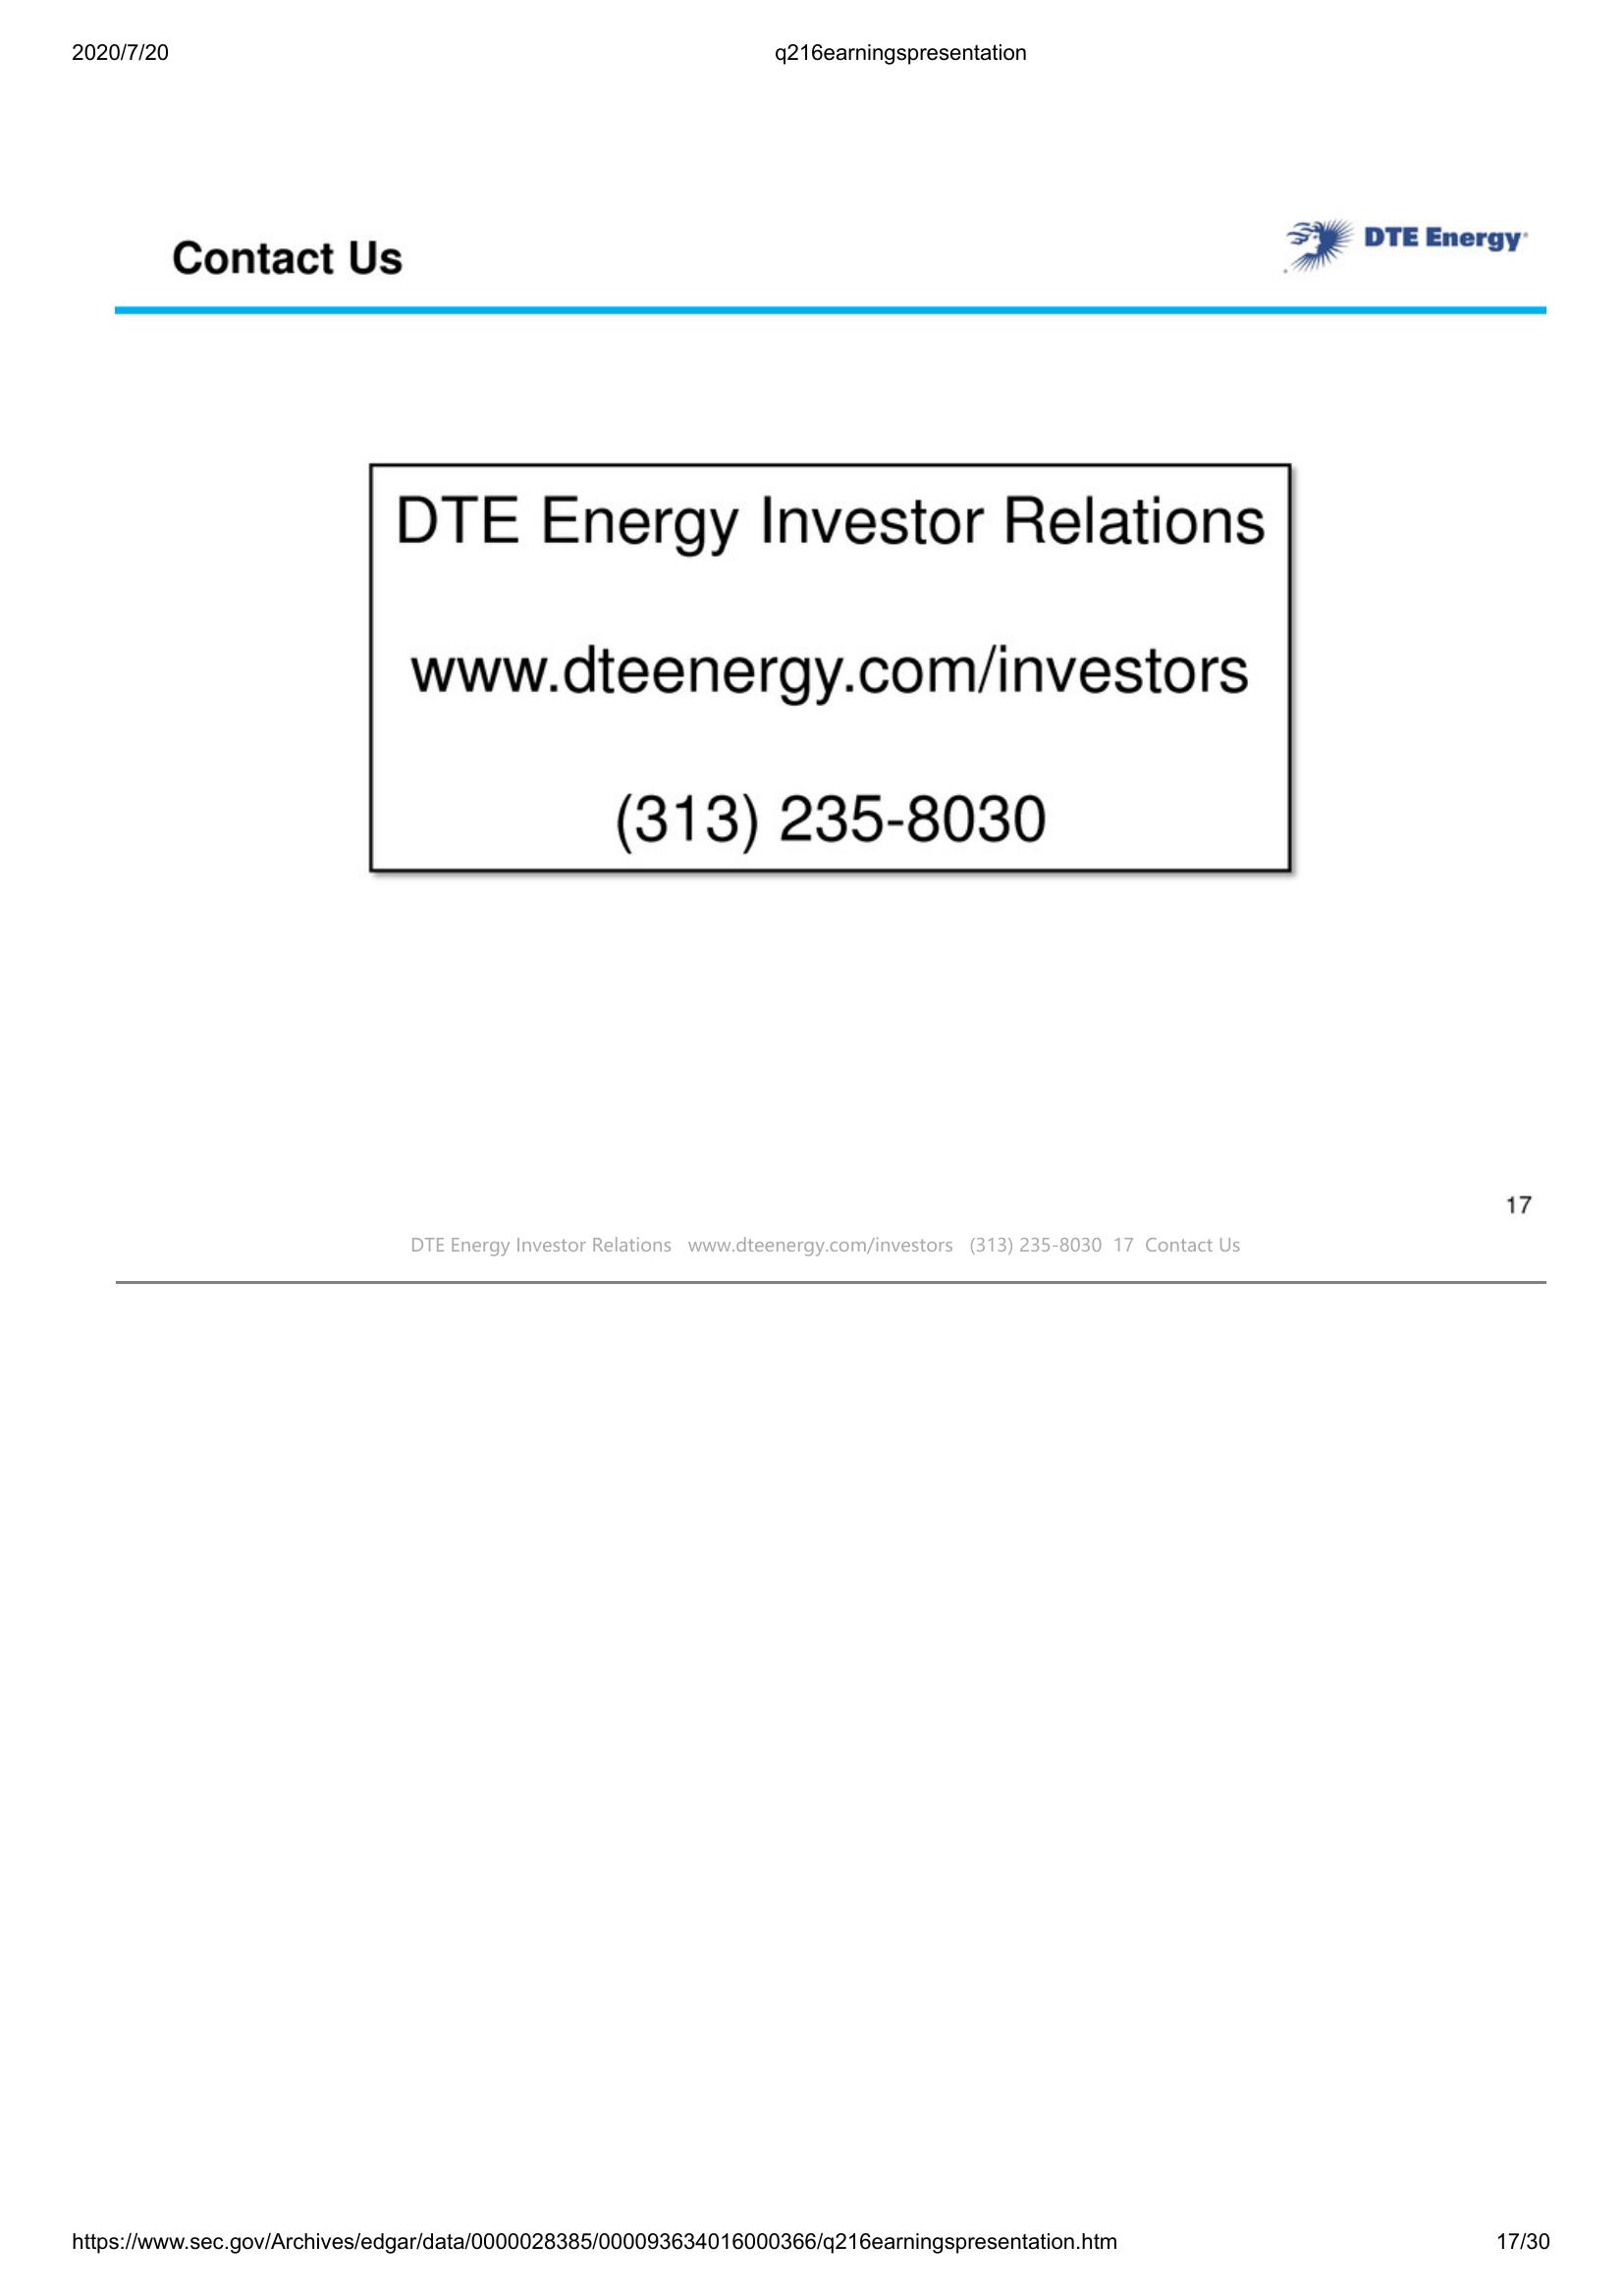 2020/7/20 q216earningspresentation
Contact Us
DTE Energy®
DTE Energy Investor Relations
www.dteenergy.com/investors
(313) 235-8030
17
DTE Energy Investor Relations www.dteenergy.com/investors (313) 235-8030 17 Contact Us
https://www.sec.gov/Archives/edgar/data/0000028385/000093634016000366/q216earningspresentation.htm 17/30